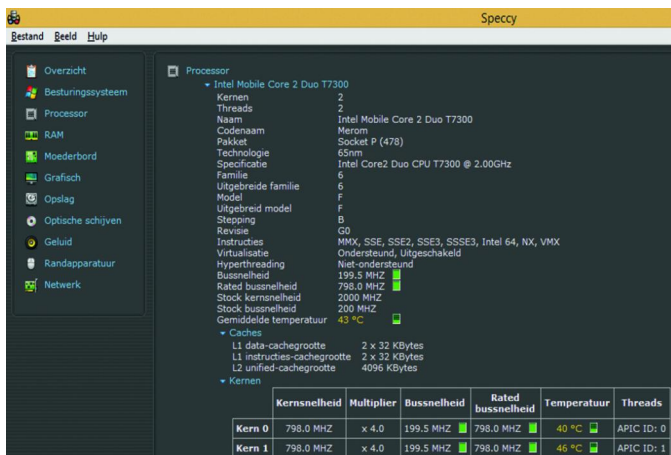 Speccy
Bestand Beeld Hulp
Overzicht
Besturingssysteem
Processor
RAM
Moederbord
Grafisch
Opslag
Optische schijven
Geluid
Randapparatuur
Netwerk
Processor
Intel Mobile Core 2 Duo T7300
Kernen 2
Threads 2
Naam Intel Mobile Core 2 Duo T7300
Codenaam Merom
Pakket Socket P (478)
Technologie 65nm
Specificatie Intel Core2 Duo CPU T7300 @ 2.00GHz
Familie 6
Uitgebreide familie 6
Model F
Uitgebreid model F
Stepping B
Revisie G0
Instructies MMX, SSE, SSE2, SSE3, SSSE3, Intel 64, NX, VMX
Virtualisatie Ondersteund, Uitgeschakeld
Hyperthreading Niet-ondersteund
Bussnelheid 199.5 MHZ
Rated bussnelheid 798.0 MHZ
Stock kernsnelheid 2000 MHZ
Stock bussnelheid 200 MHZ
Gemiddelde temperatuur 43 °C
Caches
L1 data-cachegrootte 2 x 32 KBytes
L1 instructies-cachegrootte 2 x 32 KBytes
L2 unified-cachegrootte 4096 KBytes
Kernen
Kernsnelheid Multiplier Bussnelheid Rated bussnelheid Temperatuur Threads
Kern 0 798.0 MHZ x 4.0 199.5 MHZ 798.0 MHZ 40 °C APIC ID: 0
Kern 1 798.0 MHZ x 4.0 199.5 MHZ 798.0 MHZ 46 °C APIC ID: 1